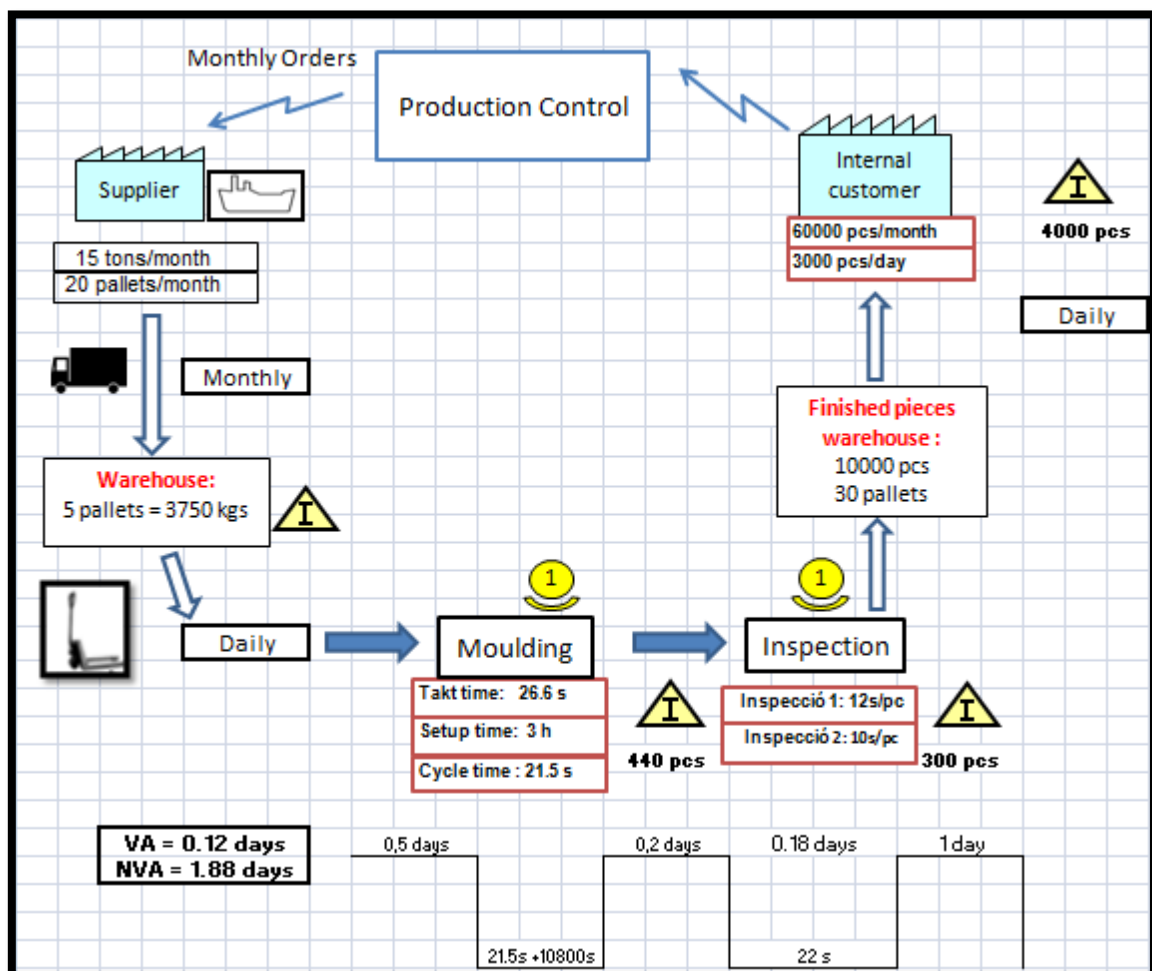 Monthly Orders
Production Control
Supplier
Internal
customer
I
4000 pcs
60000 pcs/month
3000 pcs/day
15 tons/month
20 pallets/month
Daily
Monthly
Finished pieces
warehouse :
10000 pcs
30 pallets
Warehouse:
5 pallets = 3750 kgs
I
1
1
Daily
Moulding
Inspection
Takt time: 26.6 s
Setup time: 3 h
Cycle time : 21.5 s
I
440 pcs
Inspecció 1: 12s/pc
Inspecció 2: 10s/pc
I
300 pcs
VA = 0.12 days
NVA = 1.88 days
0,5 days
0,2 days
0.18 days
1 day
21.5s +10800s
22 s